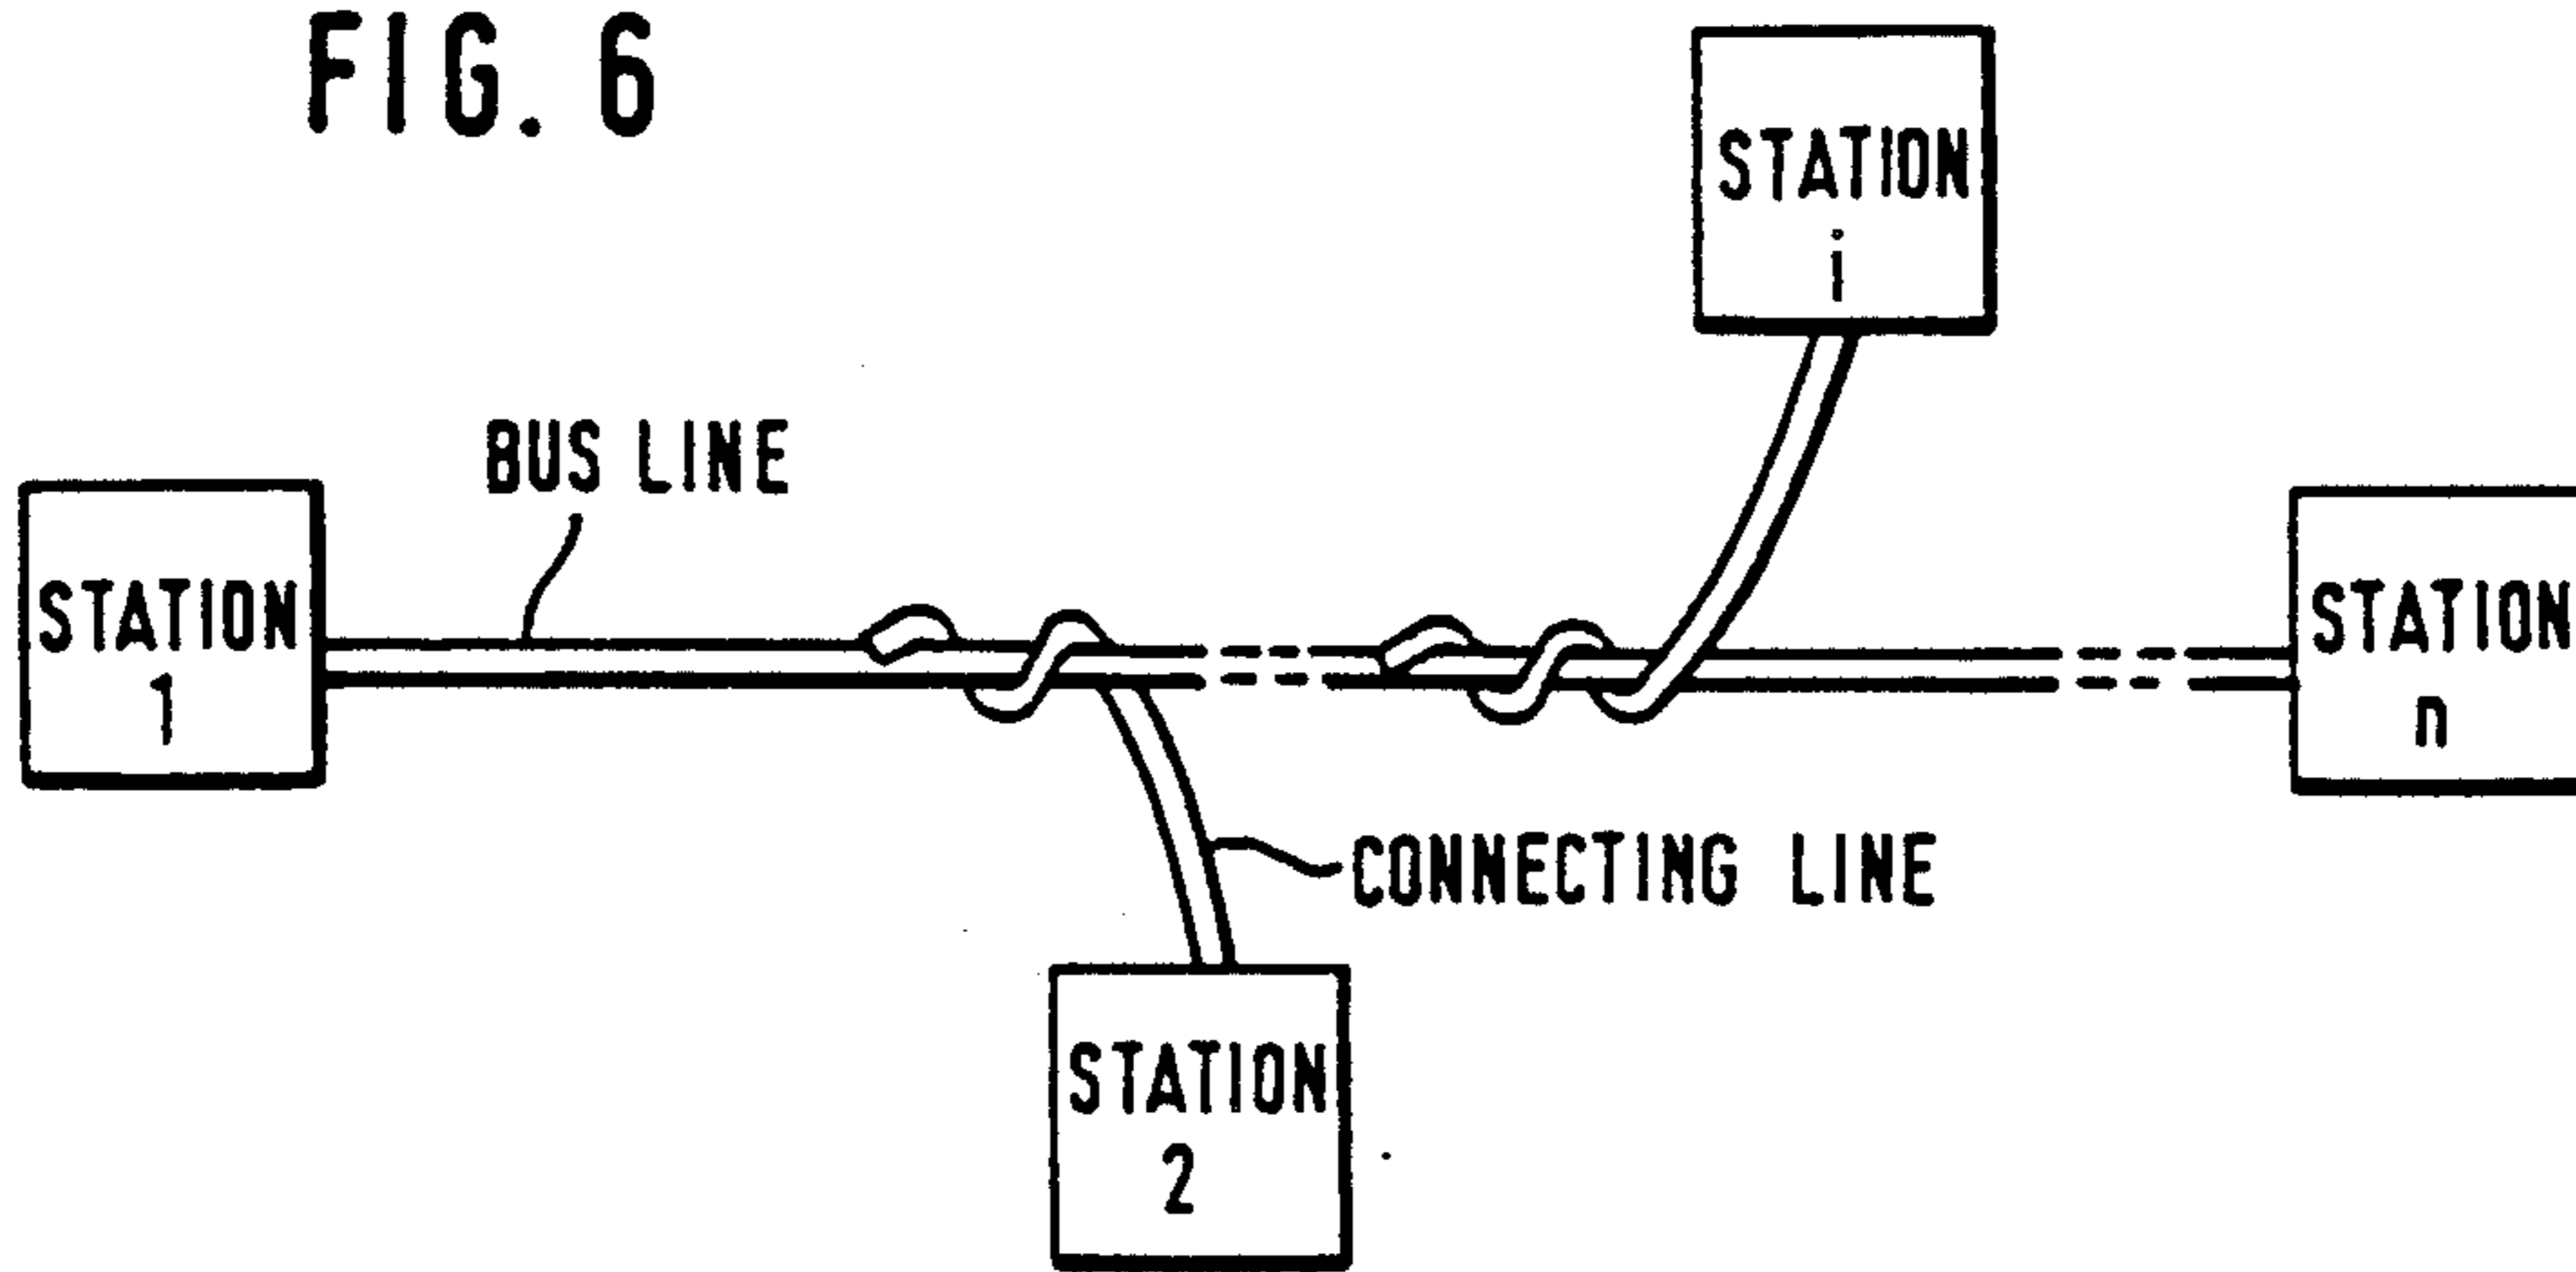 FIG. 6
STATION
i
BUS LINE
STATION
1
STATION
n
CONNECTING LINE
STATION
2